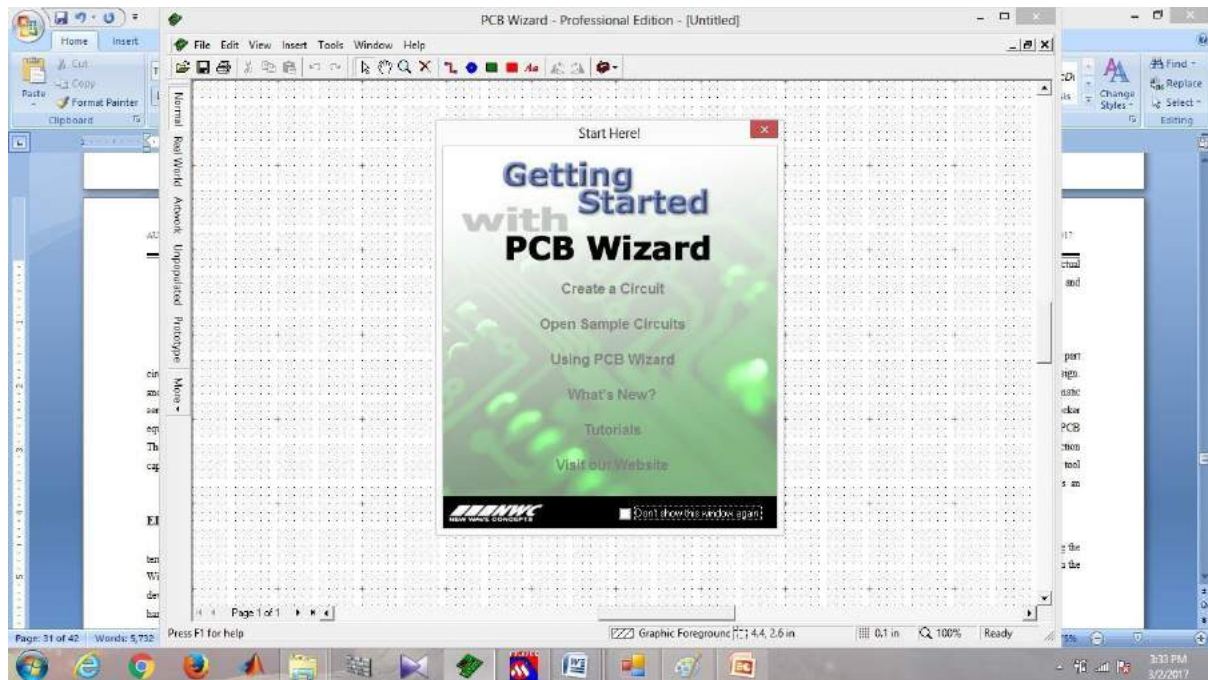 PCB Wizard - Professional Edition - [Untitled]
Home Insert
File Edit View Insert Tools Window Help
Cut
Copy
Paste
Format Painter
Clipboard
Find
Replace
Select
Change
Styles
Editing
Normal
Real World
Artwork
Unpopulated
Prototype
More
Start Here!
Getting
Started
with
PCB Wizard
Create a Circuit
Open Sample Circuits
Using PCB Wizard
What's New?
Tutorials
Visit our Website
NWC
NEW WAVE CONCEPTS
Don't show this window again
Page 1 of 1
Press F1 for help
Graphic Foregrounc
4.4, 2.6 in
0.1 in
100%
Ready
Page: 31 of 42
Words: 5,732
3:33 PM
3/2/2017